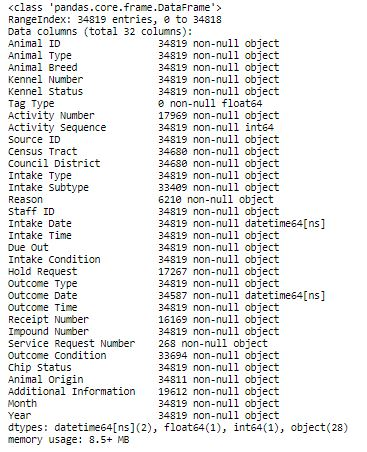 <class 'pandas.core.frame.DataFrame'>
RangeIndex: 34819 entries, 0 to 34818
Data columns (total 32 columns):
Animal ID 34819 non-null object
Animal Type 34819 non-null object
Animal Breed 34819 non-null object
Kennel Number 34819 non-null object
Kennel Status 34819 non-null object
Tag Type 0 non-null float64
Activity Number 17969 non-null object
Activity Sequence 34819 non-null int64
Source ID 34819 non-null object
Census Tract 34680 non-null object
Council District 34680 non-null object
Intake Type 34819 non-null object
Intake Subtype 33409 non-null object
Reason 6210 non-null object
Staff ID 34819 non-null object
Intake Date 34819 non-null datetime64[ns]
Intake Time 34819 non-null object
Due Out 34819 non-null object
Intake Condition 34819 non-null object
Hold Request 17267 non-null object
Outcome Type 34819 non-null object
Outcome Date 34587 non-null datetime64[ns]
Outcome Time 34819 non-null object
Receipt Number 16169 non-null object
Impound Number 34819 non-null object
Service Request Number 268 non-null object
Outcome Condition 33694 non-null object
Chip Status 34819 non-null object
Animal Origin 34811 non-null object
Additional Information 19612 non-null object
Month 34819 non-null object
Year 34819 non-null object
dtypes: datetime64[ns](2), float64(1), int64(1), object(28)
memory usage: 8.5+ MB